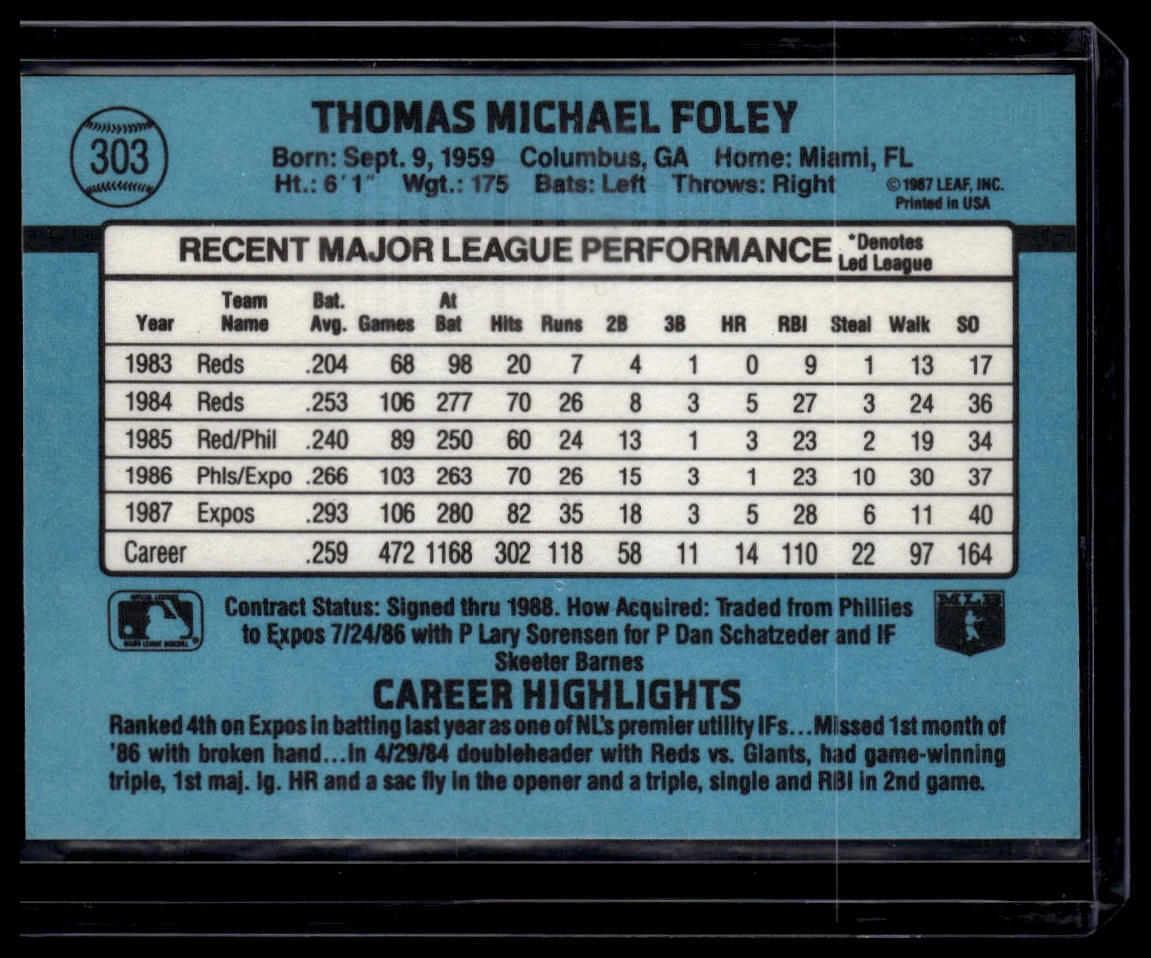 303
THOMAS MICHAEL FOLEY
Born: Sept. 9, 1959 Columbus, GA Home: Miami, FL
Ht.: 6'1" Wgt.: 175 Bats: Left Throws: Right
©1987 LEAF, INC.
Printed in USA
RECENT MAJOR LEAGUE PERFORMANCE
*Denotes
Led League
Year Team Name Bat. Avg. Games At Bat Hits Runs 2B 3B HR RBI Steal Walk SO
1983 Reds .204 68 98 20 7 4 1 0 9 1 13 17
1984 Reds .253 106 277 70 26 8 3 5 27 3 24 36
1985 Red/Phil .240 89 250 60 24 13 1 3 23 2 19 34
1986 Phls/Expo .266 103 263 70 26 15 3 1 23 10 30 37
1987 Expos .293 106 280 82 35 18 3 5 28 6 11 40
Career .259 472 1168 302 118 58 11 14 110 22 97 164
Contract Status: Signed thru 1988. How Acquired: Traded from Phillies
to Expos 7/24/86 with P Lary Sorensen for P Dan Schatzeder and IF
Skeeter Barnes
MLB
CAREER HIGHLIGHTS
Ranked 4th on Expos in batting last year as one of NL's premier utility IFs...Missed 1st month of
'86 with broken hand...In 4/29/84 doubleheader with Reds vs. Giants, had game-winning
triple, 1st maj. lg. HR and a sac fly in the opener and a triple, single and RBI in 2nd game.